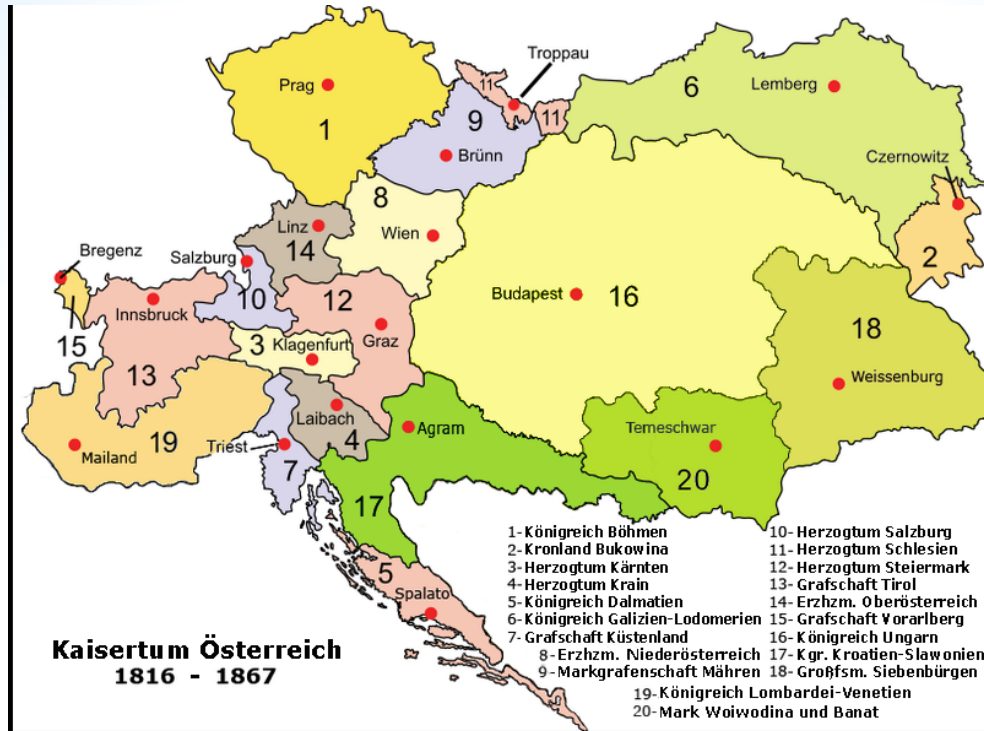 Troppau
11
6
Prag
Lemberg
9
11
1
Brünn
Czernowitz
8
Linz
Wien
Bregenz
Salzburg
14
2
10
12
Budapest
16
Innsbruck
18
15
3
Klagenfurt
Graz
13
Weissenburg
Laibach
Agram
Temeschwar
19
Triest
4
Mailand
7
20
17
5
Spalato
Kaisertum Österreich
1816 - 1867
1- Königreich Böhmen
2- Kronland Bukowina
3- Herzogtum Kärnten
4- Herzogtum Krain
5- Königreich Dalmatien
6- Königreich Galizien-Lodomerien
7- Grafschaft Küstenland
8- Erzhzm. Niederösterreich
9- Markgrafenschaft Mähren
10- Herzogtum Salzburg
11- Herzogtum Schlesien
12- Herzogtum Steiermark
13- Grafschaft Tirol
14- Erzhzm. Oberösterreich
15- Grafschaft Vorarlberg
16- Königreich Ungarn
17- Kgr. Kroatien-Slawonien
18- Großfsm. Siebenbürgen
19- Königreich Lombardei-Venetien
20- Mark Woiwodina und Banat